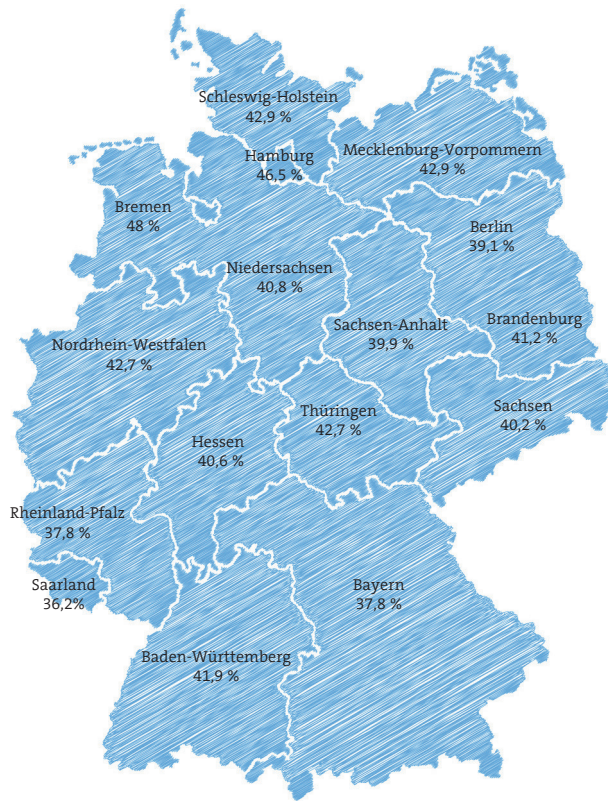 Schleswig-Holstein
42,9 %
Hamburg
46,5 %
Mecklenburg-Vorpommern
42,9 %
Bremen
48 %
Berlin
39,1 %
Niedersachsen
40,8 %
Brandenburg
41,2 %
Sachsen-Anhalt
39,9 %
Nordrhein-Westfalen
42,7 %
Sachsen
40,2 %
Thüringen
42,7 %
Hessen
40,6 %
Rheinland-Pfalz
37,8 %
Saarland
36,2%
Bayern
37,8 %
Baden-Württemberg
41,9 %